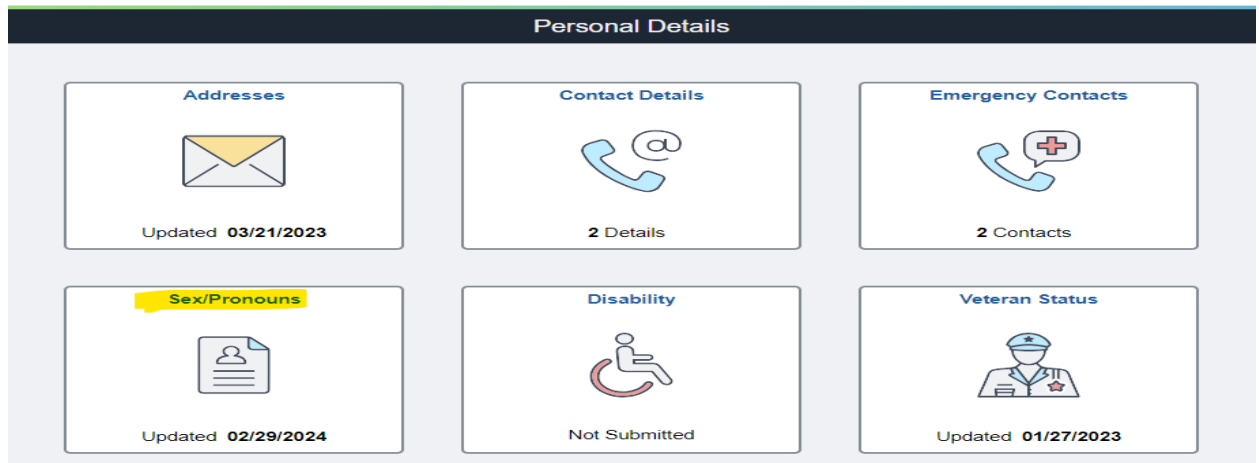 Personal Details
Addresses
Updated 03/21/2023
Contact Details
@
2 Details
Emergency Contacts
2 Contacts
Sex/Pronouns
Updated 02/29/2024
Disability
Not Submitted
Veteran Status
Updated 01/27/2023